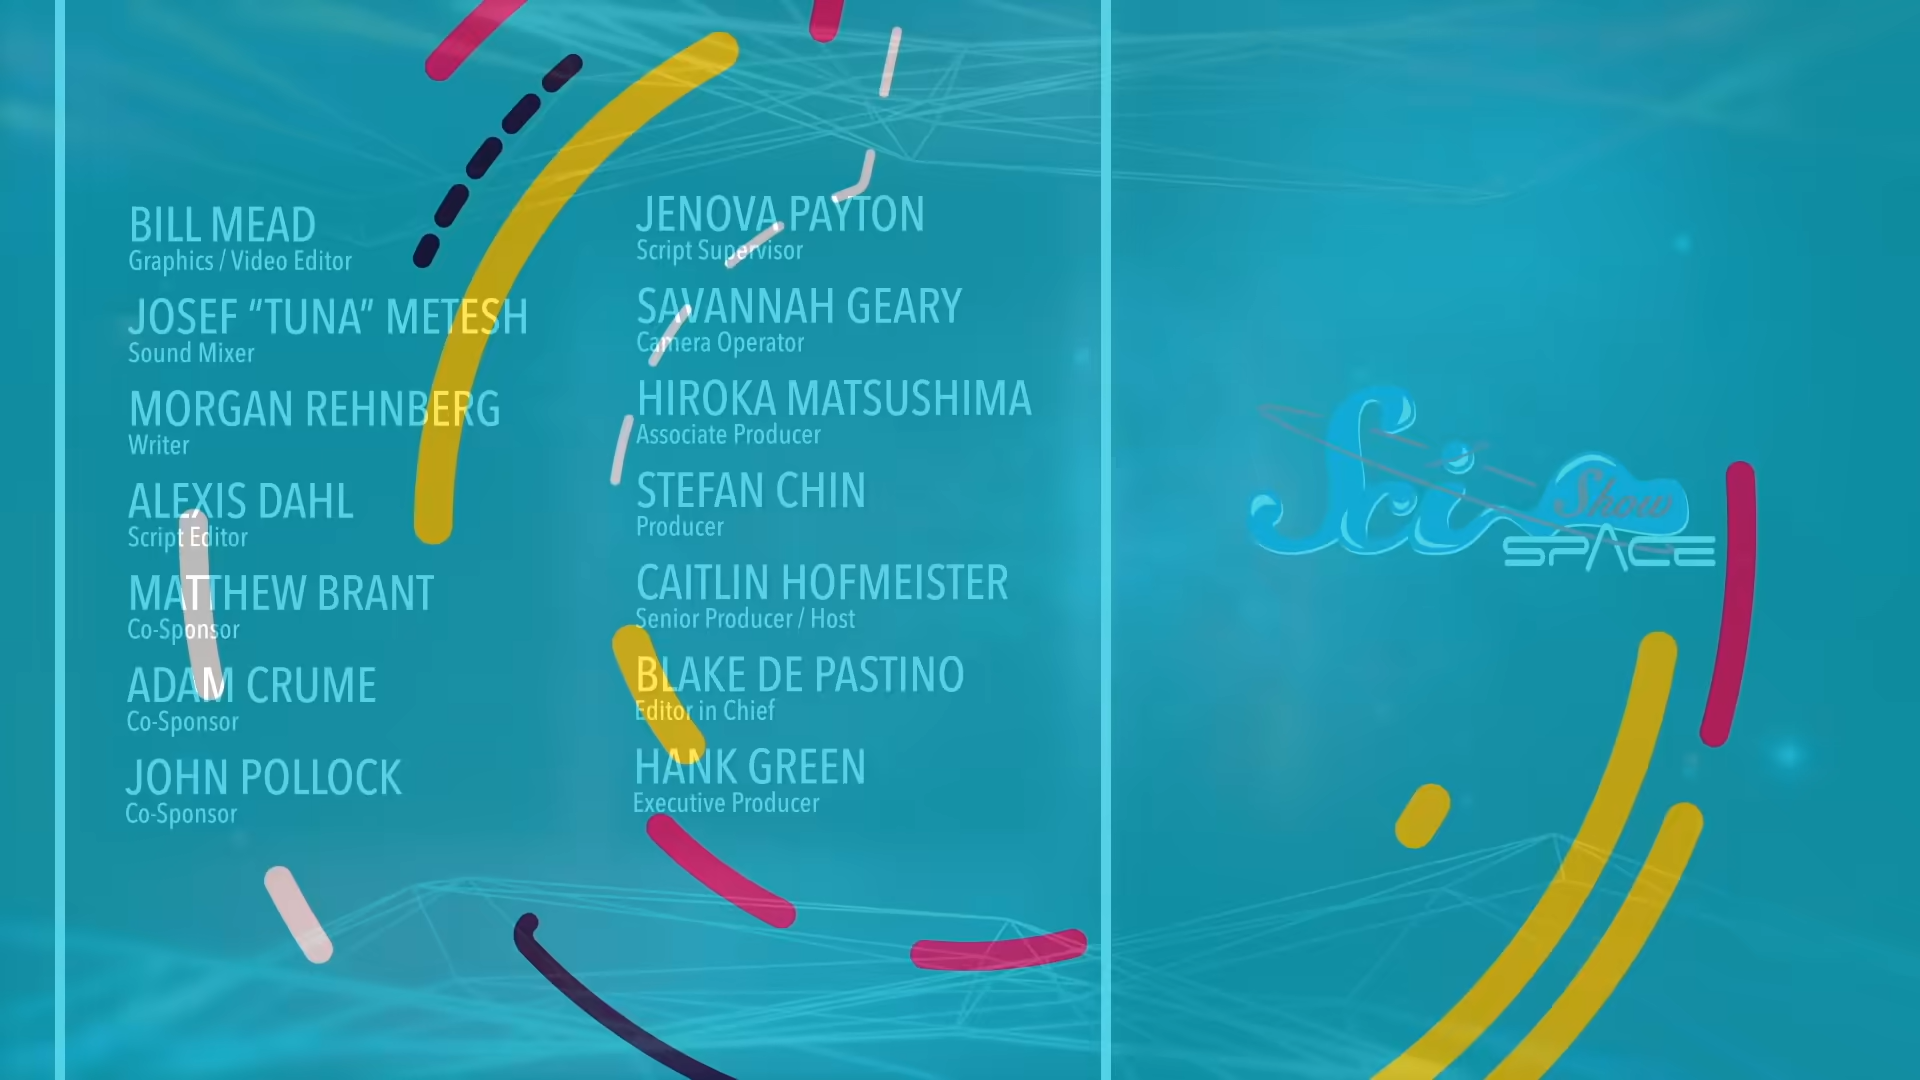 BILL MEAD
Graphics / Video Editor
JOSEF “TUNA” METESH
Sound Mixer
MORGAN REHNBERG
Writer
ALEXIS DAHL
Script Editor
MATTHEW BRANT
Co-Sponsor
ADAM CRUME
Co-Sponsor
JOHN POLLOCK
Co-Sponsor
JENOVA PAYTON
Script Supervisor
SAVANNAH GEARY
Camera Operator
HIROKA MATSUSHIMA
Associate Producer
STEFAN CHIN
Producer
CAITLIN HOFMEISTER
Senior Producer / Host
BLAKE DE PASTINO
Editor in Chief
HANK GREEN
Executive Producer
Sci Show
SPACE